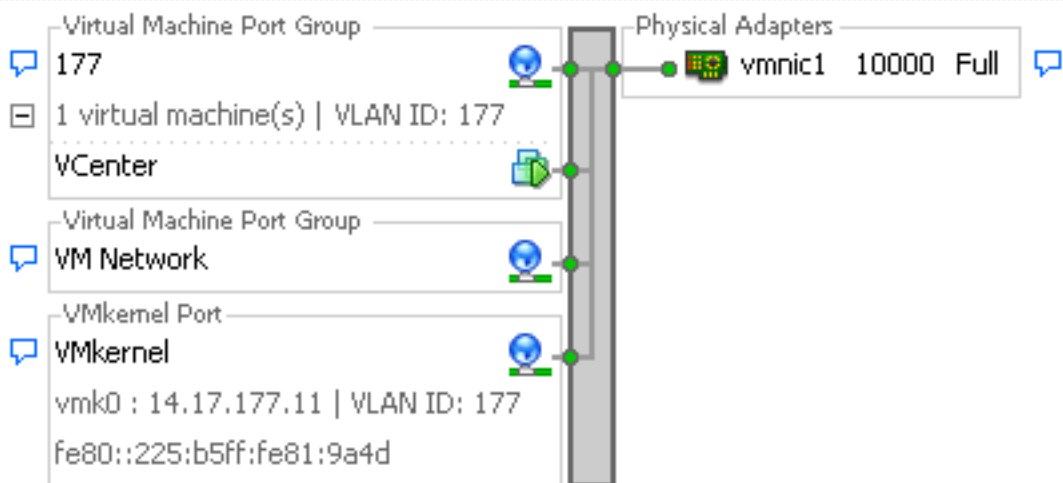 Virtual Machine Port Group
177
1 virtual machine(s) | VLAN ID: 177
VCenter
Virtual Machine Port Group
VM Network
VMkernel Port
VMkernel
vmk0 : 14.17.177.11 | VLAN ID: 177
fe80::225:b5ff:fe81:9a4d
Physical Adapters
vmnic1 10000 Full